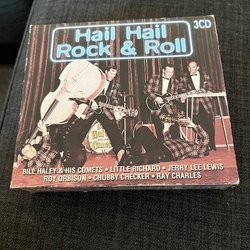 Hail Hail
Rock & Roll
3CD
BILL HALEY & HIS COMETS • LITTLE RICHARD • JERRY LEE LEWIS
ROY ORBISON • CHUBBY CHECKER • RAY CHARLES